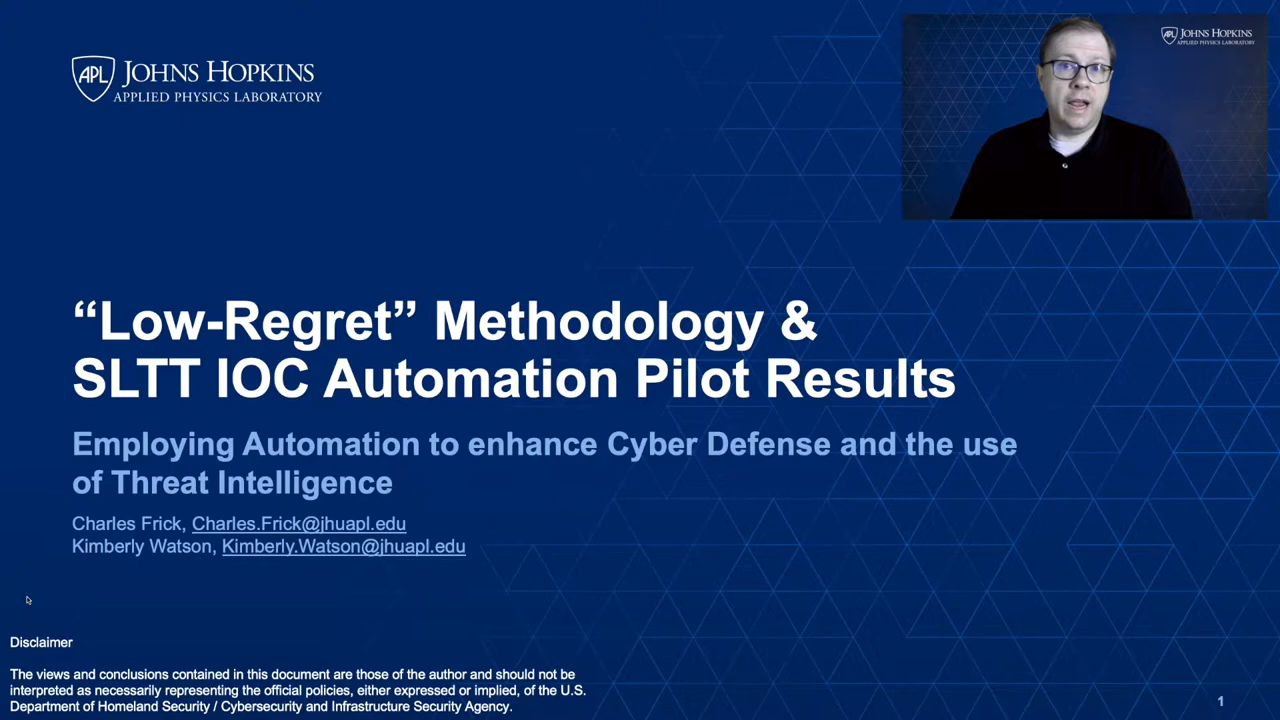 APL JOHNS HOPKINS
APPLIED PHYSICS LABORATORY
APL JOHNS HOPKINS
APPLIED PHYSICS LABORATORY
“Low-Regret” Methodology &
SLTT IOC Automation Pilot Results
Employing Automation to enhance Cyber Defense and the use
of Threat Intelligence
Charles Frick, Charles.Frick@jhuapl.edu
Kimberly Watson, Kimberly.Watson@jhuapl.edu
Disclaimer
The views and conclusions contained in this document are those of the author and should not be
interpreted as necessarily representing the official policies, either expressed or implied, of the U.S.
Department of Homeland Security / Cybersecurity and Infrastructure Security Agency.
1